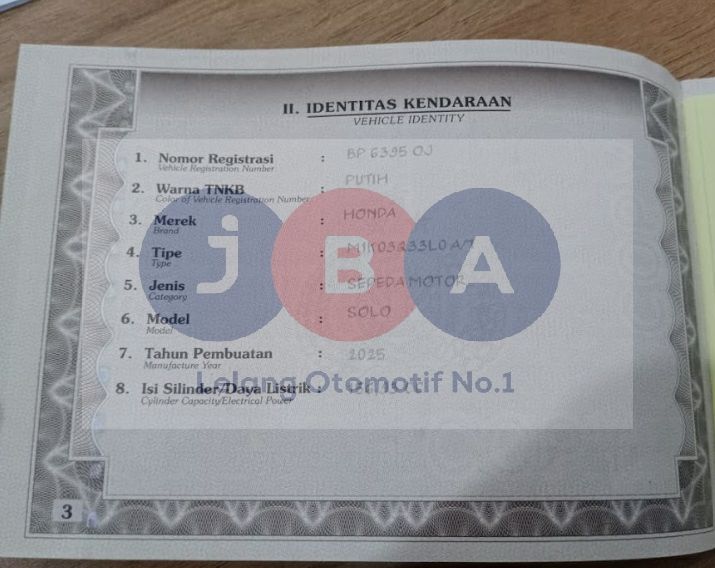 II. IDENTITAS KENDARAAN
VEHICLE IDENTITY
1. Nomor Registrasi : BP 6395 OJ
Vehicle Registration Number
2. Warna TNKB : PUTIH
Color of Vehicle Registration Number
3. Merek : HONDA
Brand
4. Tipe : M1K03Q33L0 A/T
Type
5. Jenis : SEPEDA MOTOR
Category
6. Model : SOLO
Model
7. Tahun Pembuatan : 2025
Manufacture Year
8. Isi Silinder/Daya Listrik :
Cylinder Capacity/Electrical Power
JBA
Lelang Otomotif No.1
3